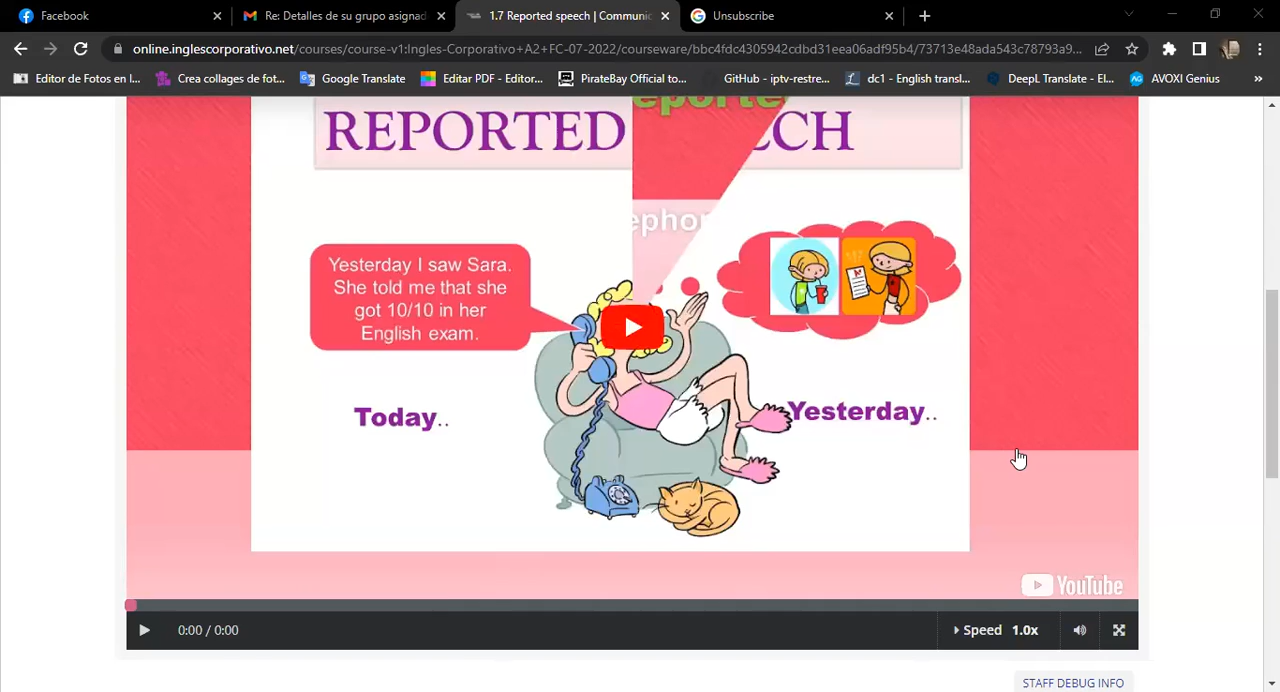 Facebook
Re: Detalles de su grupo asignad
1.7 Reported speech | Communic
Unsubscribe
online.inglescorporativo.net/courses/course-v1:Ingles-Corporativo+A2+FC-07-2022/courseware/bbc4fdc4305942cdbd31eea06adf95b4/73713e48ada543c78793a9...
Editor de Fotos en l...
Crea collages de fot...
Google Translate
Editar PDF - Editor...
PirateBay Official to...
GitHub - iptv-restre...
dc1 - English transl...
DeepL Translate - El...
AVOXI Genius
»
eporte
REPORTED ECH
ephon
Yesterday I saw Sara.
She told me that she
got 10/10 in her
English exam.
Today..
Yesterday..
YouTube
0:00 / 0:00
Speed 1.0x
STAFF DEBUG INFO